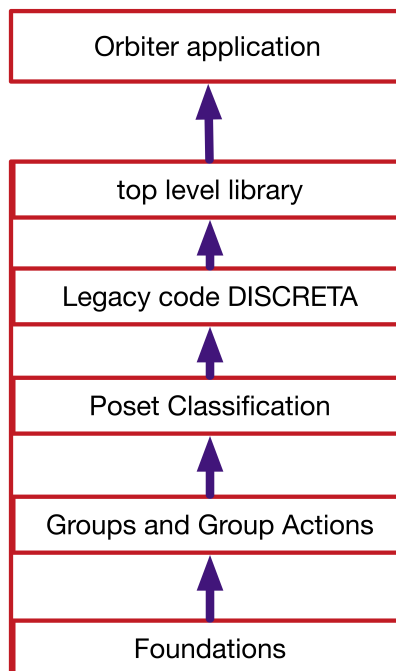 Orbiter application
top level library
Legacy code DISCRETA
Poset Classification
Groups and Group Actions
Foundations